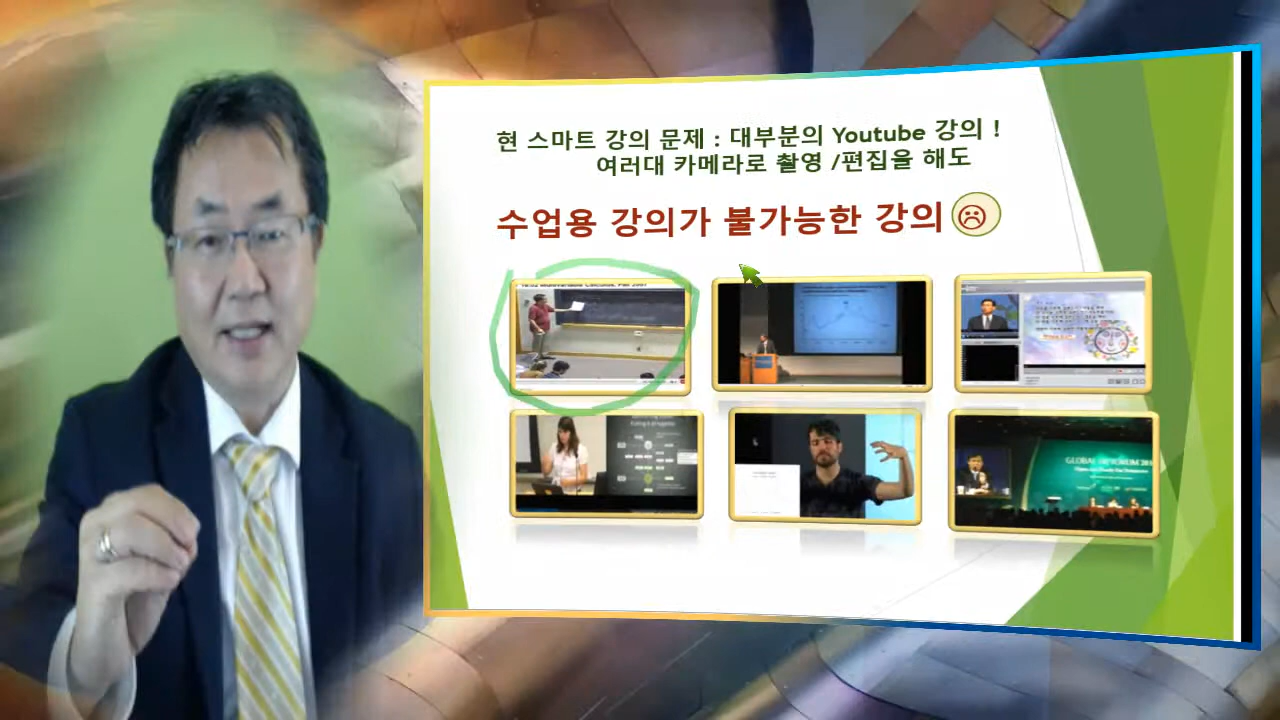 현 스마트 강의 문제 : 대부분의 Youtube 강의 !
여러대 카메라로 촬영 /편집을 해도
수업용 강의가 불가능한 강의
GLOBAL